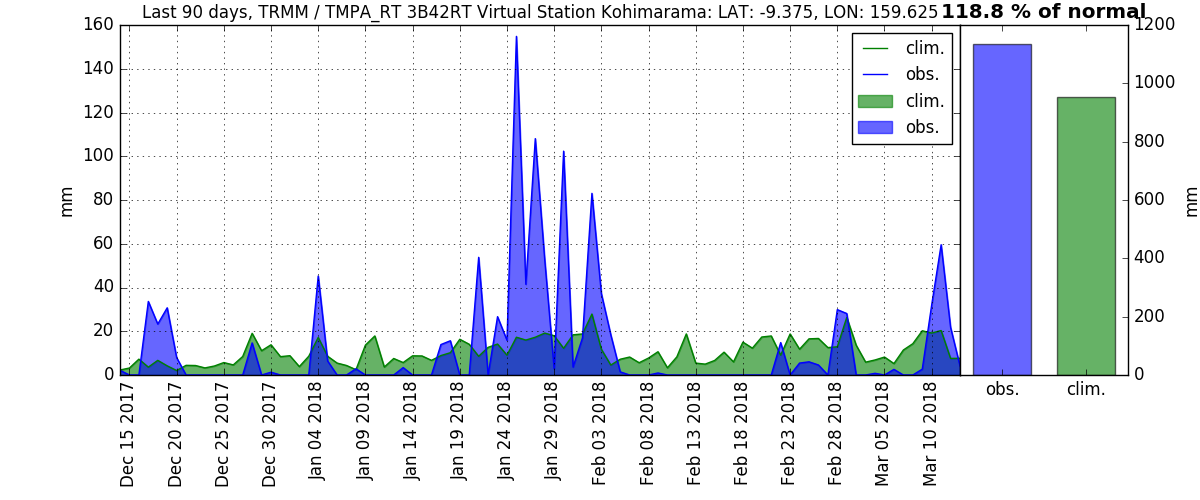 Last 90 days, TRMM / TMPA_RT 3B42RT Virtual Station Kohimarama: LAT: -9.375, LON: 159.625
118.8 % of normal
160
140
120
100
80
60
40
20
0
mm
clim.
obs.
clim.
obs.
1200
1000
800
600
400
200
0
mm
obs.
clim.
Dec 15 2017
Dec 20 2017
Dec 25 2017
Dec 30 2017
Jan 04 2018
Jan 09 2018
Jan 14 2018
Jan 19 2018
Jan 24 2018
Jan 29 2018
Feb 03 2018
Feb 08 2018
Feb 13 2018
Feb 18 2018
Feb 23 2018
Feb 28 2018
Mar 05 2018
Mar 10 2018